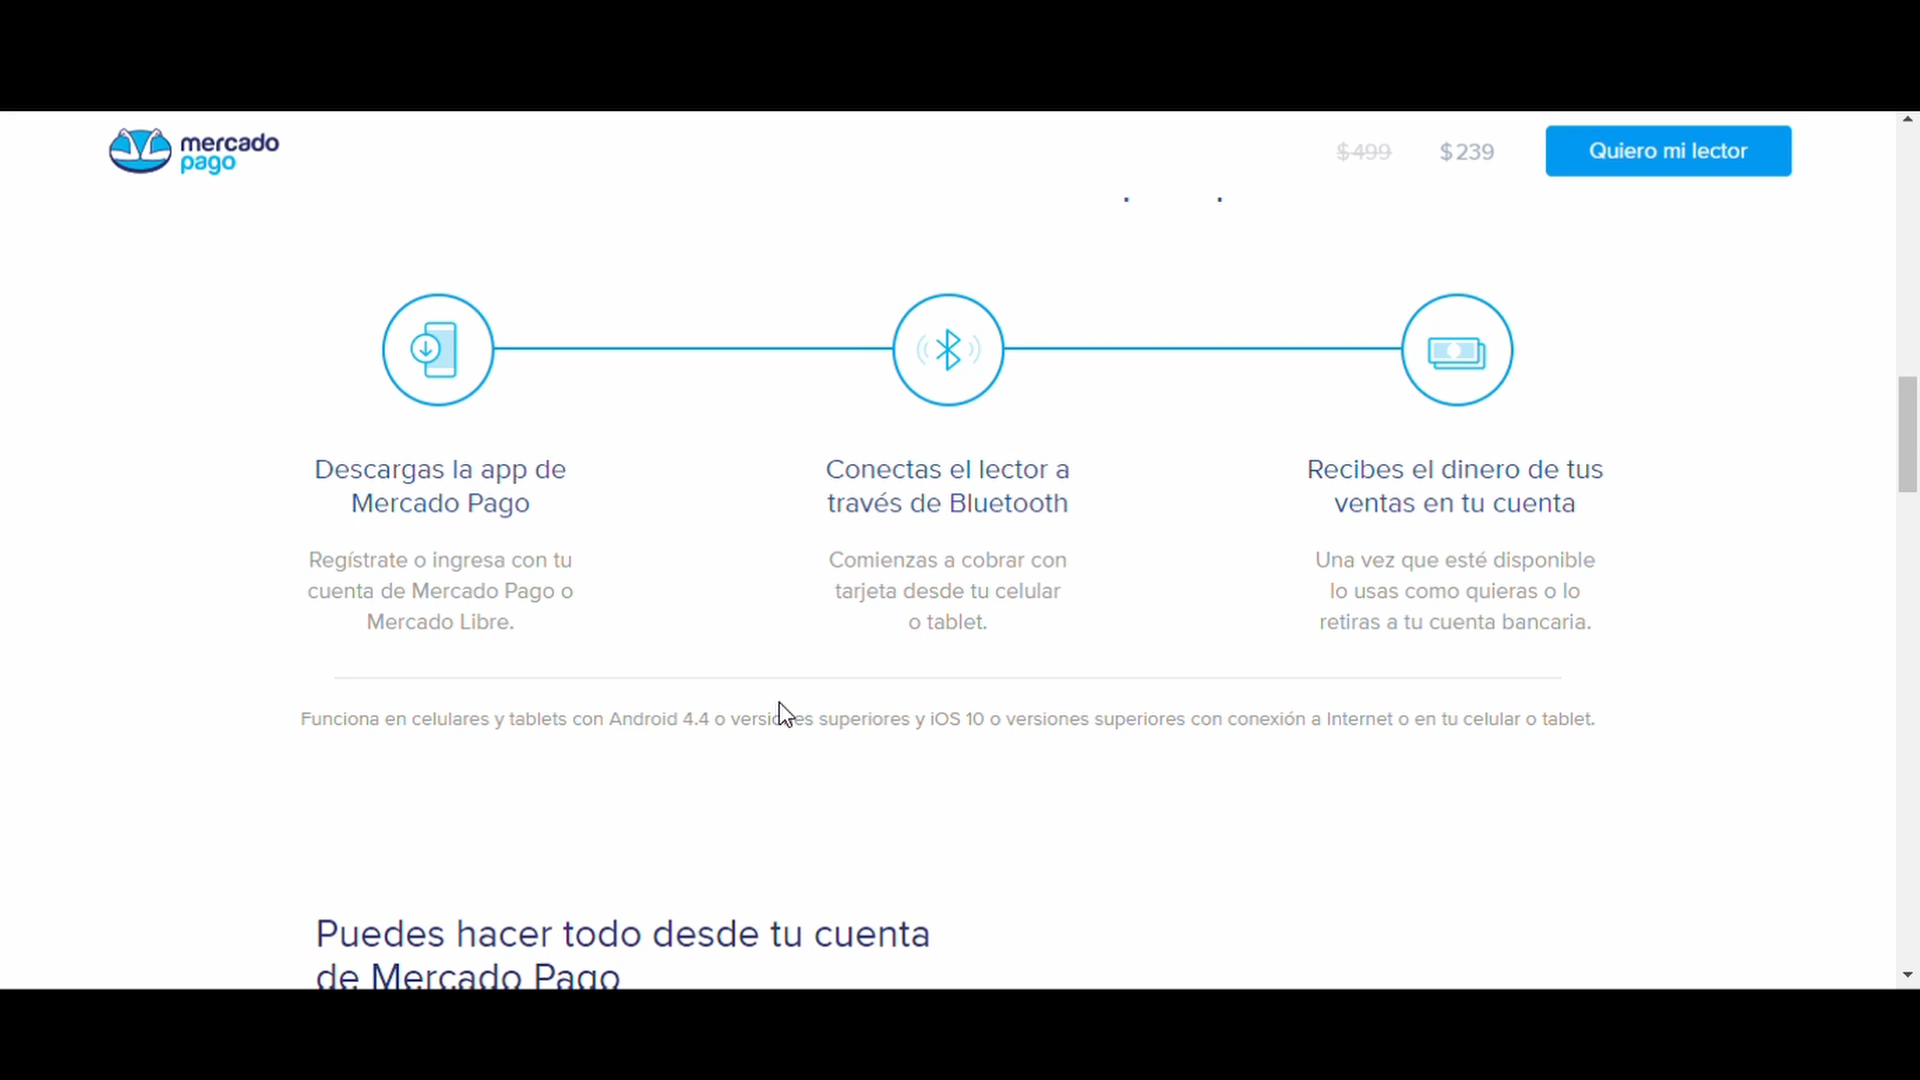 mercado
pago
$499
$239
Quiero mi lector
Descargas la app de
Mercado Pago
Regístrate o ingresa con tu
cuenta de Mercado Pago o
Mercado Libre.
Conectas el lector a
través de Bluetooth
Comienzas a cobrar con
tarjeta desde tu celular
o tablet.
Recibes el dinero de tus
ventas en tu cuenta
Una vez que esté disponible
lo usas como quieras o lo
retiras a tu cuenta bancaria.
Funciona en celulares y tablets con Android 4.4 o versiones superiores y iOS 10 o versiones superiores con conexión a Internet o en tu celular o tablet.
Puedes hacer todo desde tu cuenta
de Mercado Pago